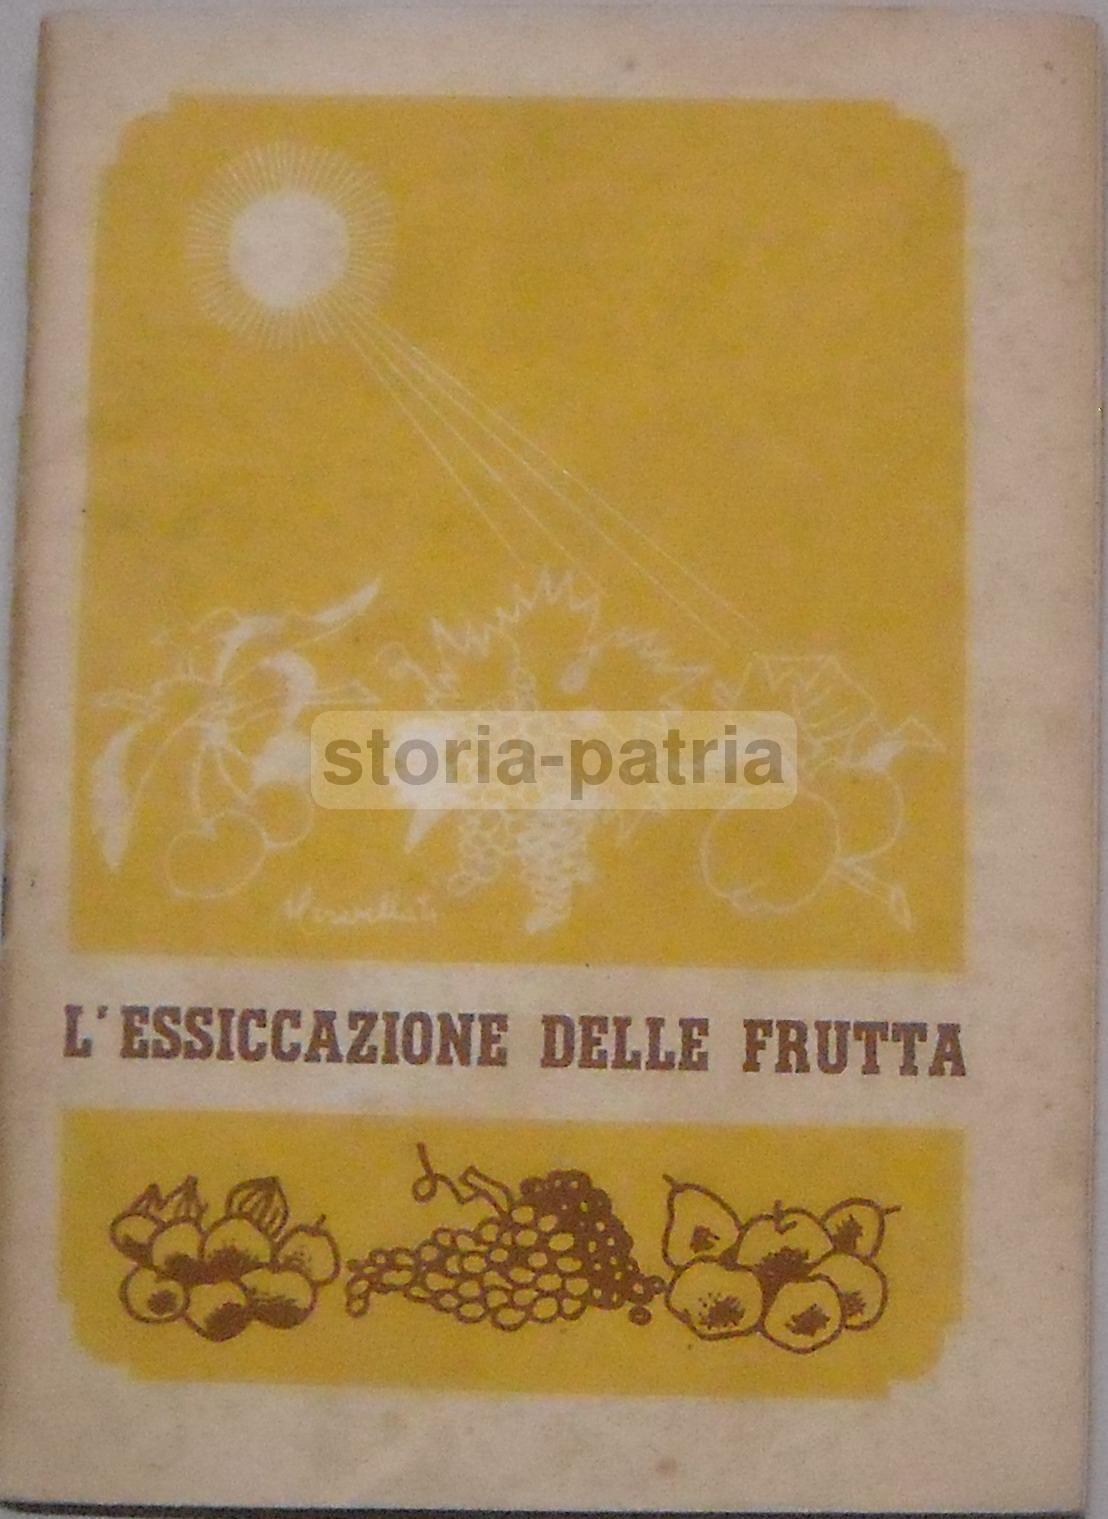 storia-patria
L'ESSICCAZIONE DELLE FRUTTA